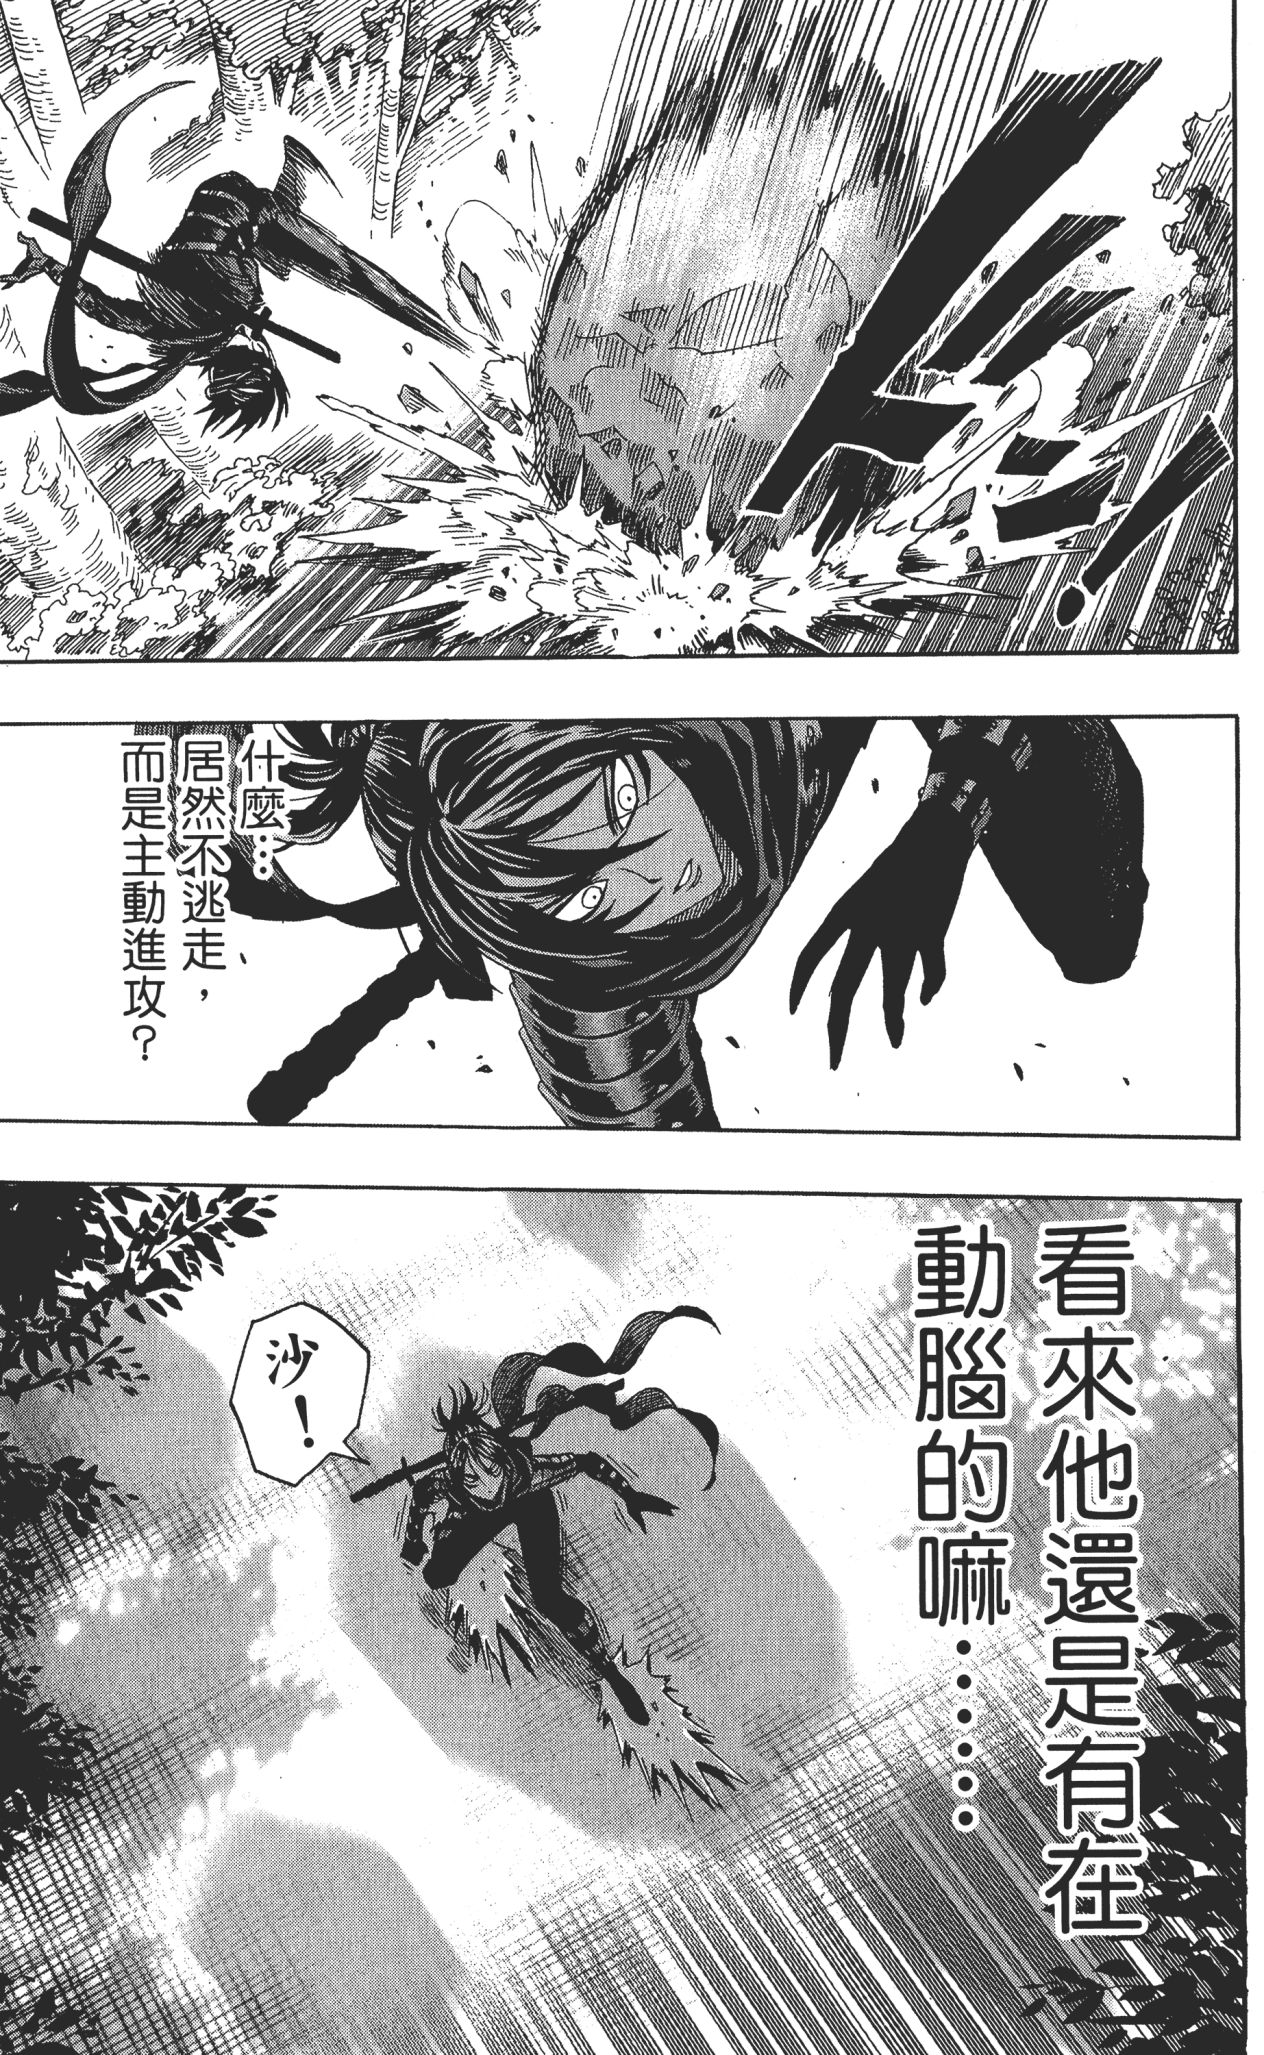 什麼…
居然不逃走，
而是主動進攻？
看來他還是有在
動腦的嘛……
沙！